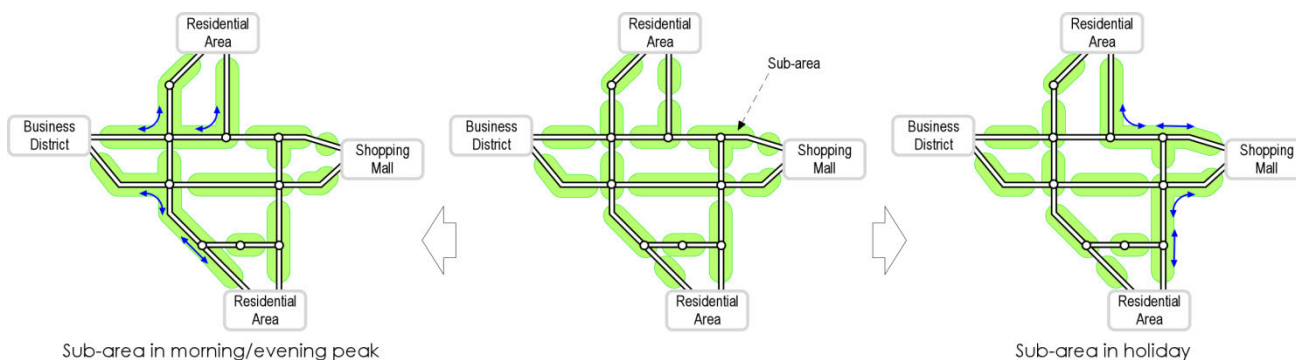 Residential
Area
Business
District
Shopping
Mall
Residential
Area
Sub-area in morning/evening peak
Residential
Area
Sub-area
Business
District
Shopping
Mall
Residential
Area
Residential
Area
Business
District
Shopping
Mall
Residential
Area
Sub-area in holiday